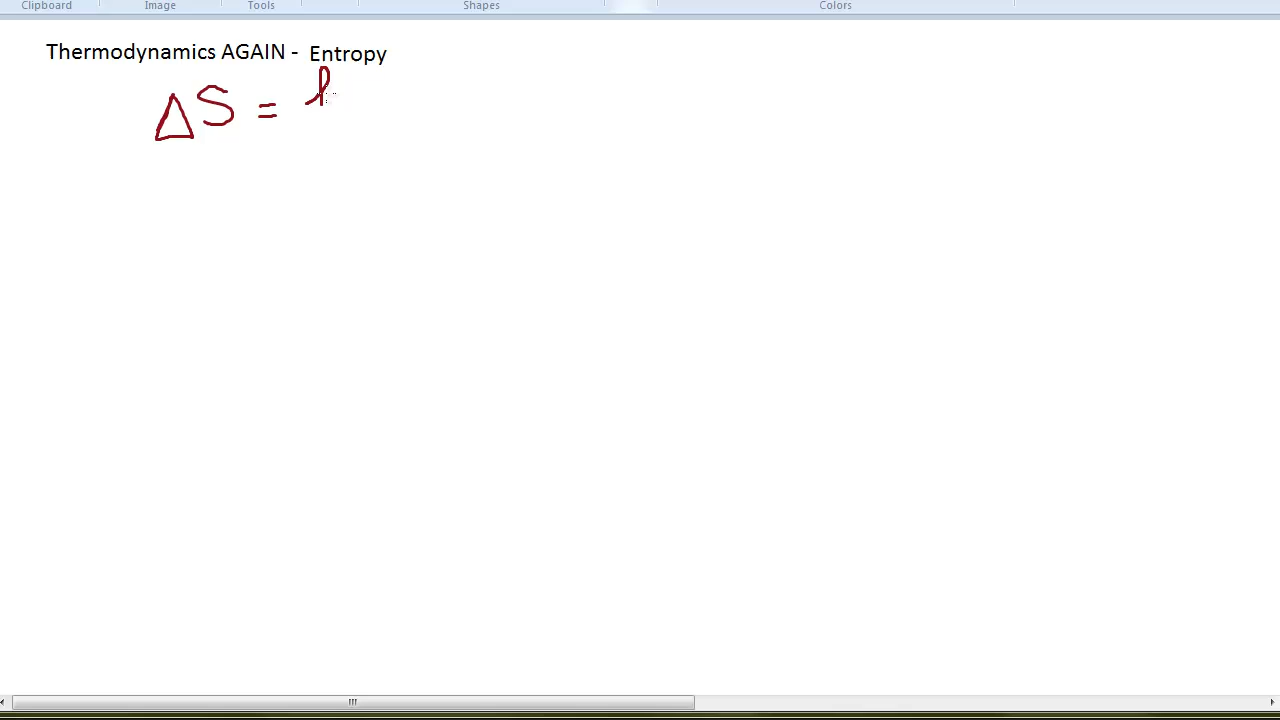 Clipboard Image Tools Shapes Colors
Thermodynamics AGAIN - Entropy
ΔS =